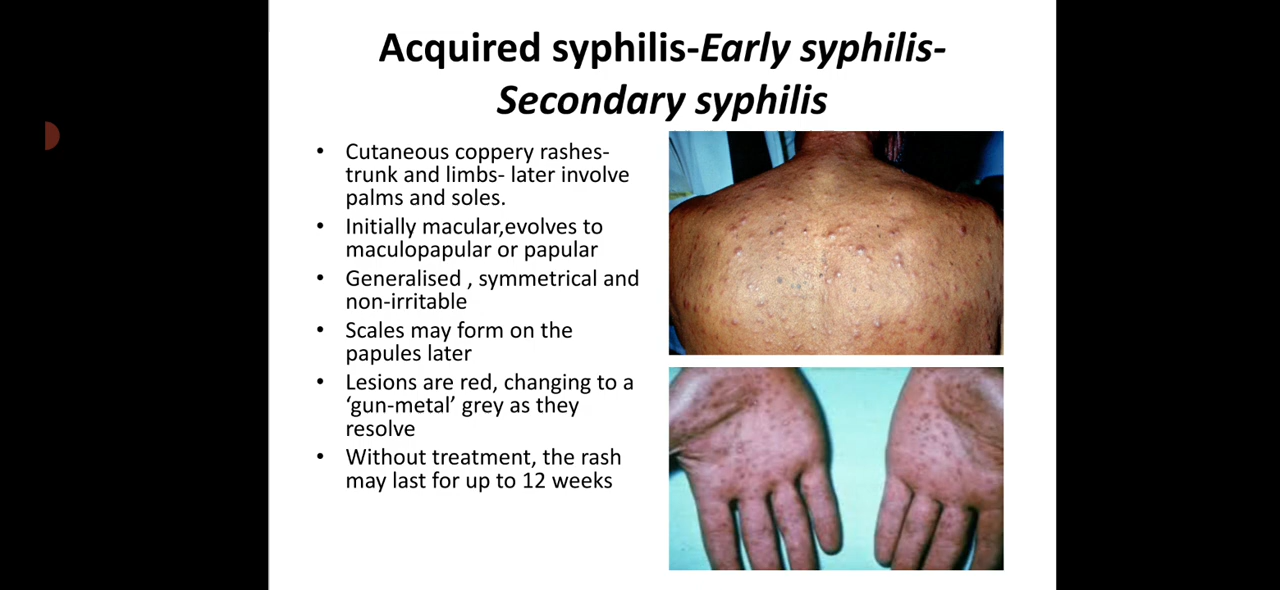 Acquired syphilis-Early syphilis-
Secondary syphilis
• Cutaneous coppery rashes-
trunk and limbs- later involve
palms and soles.
• Initially macular,evolves to
maculopapular or papular
• Generalised , symmetrical and
non-irritable
• Scales may form on the
papules later
• Lesions are red, changing to a
‘gun-metal’ grey as they
resolve
• Without treatment, the rash
may last for up to 12 weeks